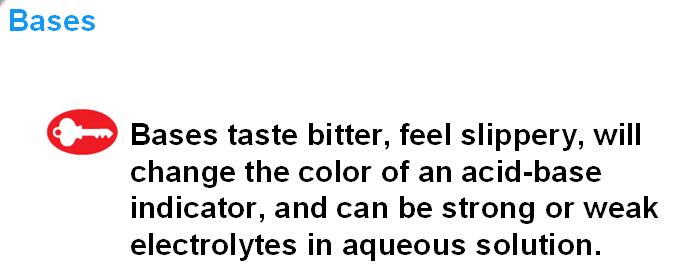 Bases
Bases taste bitter, feel slippery, will
change the color of an acid-base
indicator, and can be strong or weak
electrolytes in aqueous solution.